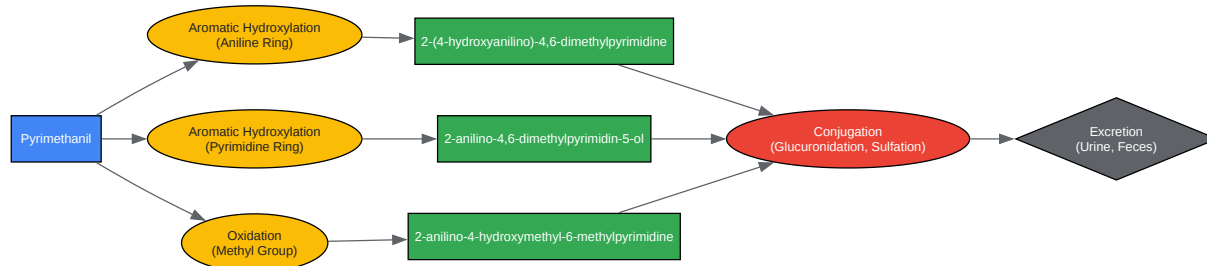 Aromatic Hydroxylation
(Aniline Ring)
2-(4-hydroxyanilino)-4,6-dimethylpyrimidine
Pyrimethanil
Aromatic Hydroxylation
(Pyrimidine Ring)
2-anilino-4,6-dimethylpyrimidin-5-ol
Conjugation
(Glucuronidation, Sulfation)
Excretion
(Urine, Feces)
Oxidation
(Methyl Group)
2-anilino-4-hydroxymethyl-6-methylpyrimidine